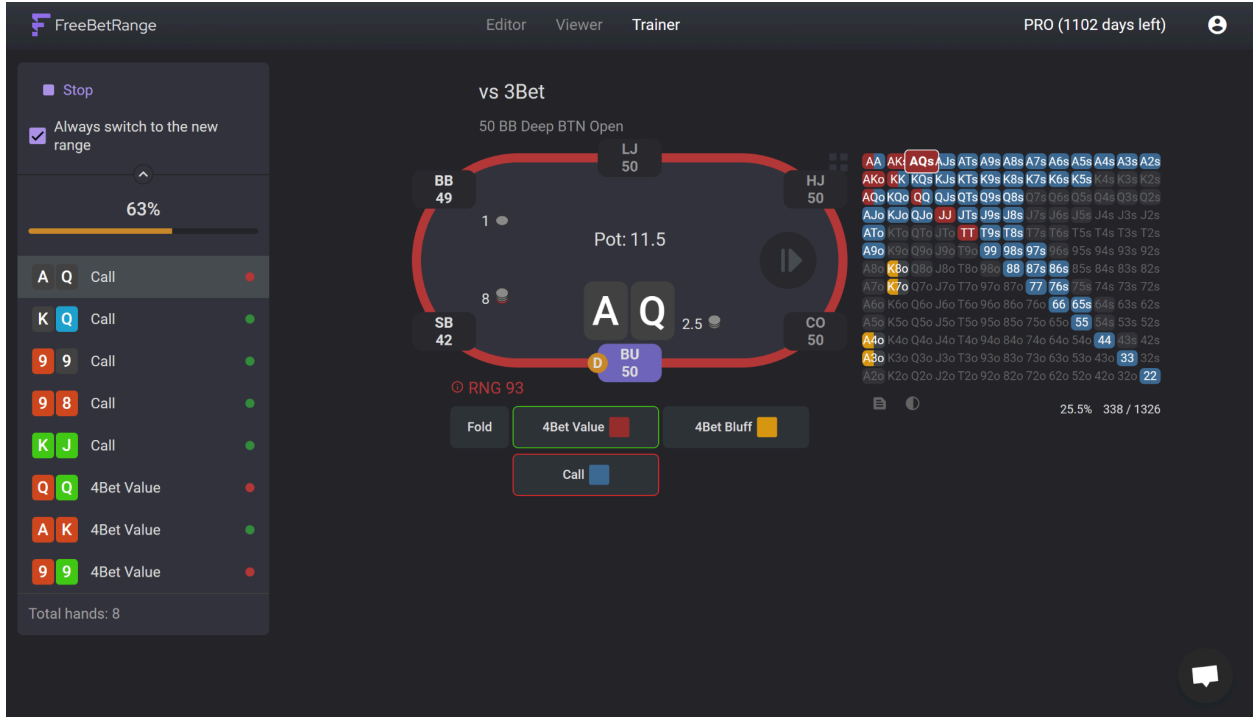 FreeBetRange
Editor Viewer Trainer
PRO (1102 days left)
Stop
Always switch to the new
range
63%
A Q Call
K Q Call
9 9 Call
9 8 Call
K J Call
Q Q 4Bet Value
A K 4Bet Value
9 9 4Bet Value
Total hands: 8
vs 3Bet
50 BB Deep BTN Open
LJ
50
BB
49
HJ
50
1
Pot: 11.5
8
A Q
2.5
SB
42
CO
50
D
BU
50
RNG 93
Fold
4Bet Value
4Bet Bluff
Call
AA AKs AQs AJs ATs A9s A8s A7s A6s A5s A4s A3s A2s
AKo KK KQs KJs KTs K9s K8s K7s K6s K5s K4s K3s K2s
AQo KQo QQ QJs QTs Q9s Q8s Q7s Q6s Q5s Q4s Q3s Q2s
AJo KJo QJo JJ JTs J9s J8s J7s J6s J5s J4s J3s J2s
ATo KTo QTo JTo TT T9s T8s T7s T6s T5s T4s T3s T2s
A9o K9o Q9o J9o T9o 99 98s 97s 96s 95s 94s 93s 92s
A8o K8o Q8o J8o T8o 98o 88 87s 86s 85s 84s 83s 82s
A7o K7o Q7o J7o T7o 97o 87o 77 76s 75s 74s 73s 72s
A6o K6o Q6o J6o T6o 96o 86o 76o 66 65s 64s 63s 62s
A5o K5o Q5o J5o T5o 95o 85o 75o 65o 55 54s 53s 52s
A4o K4o Q4o J4o T4o 94o 84o 74o 64o 54o 44 43s 42s
A3o K3o Q3o J3o T3o 93o 83o 73o 63o 53o 43o 33 32s
A2o K2o Q2o J2o T2o 92o 82o 72o 62o 52o 42o 32o 22
25.5% 338 / 1326